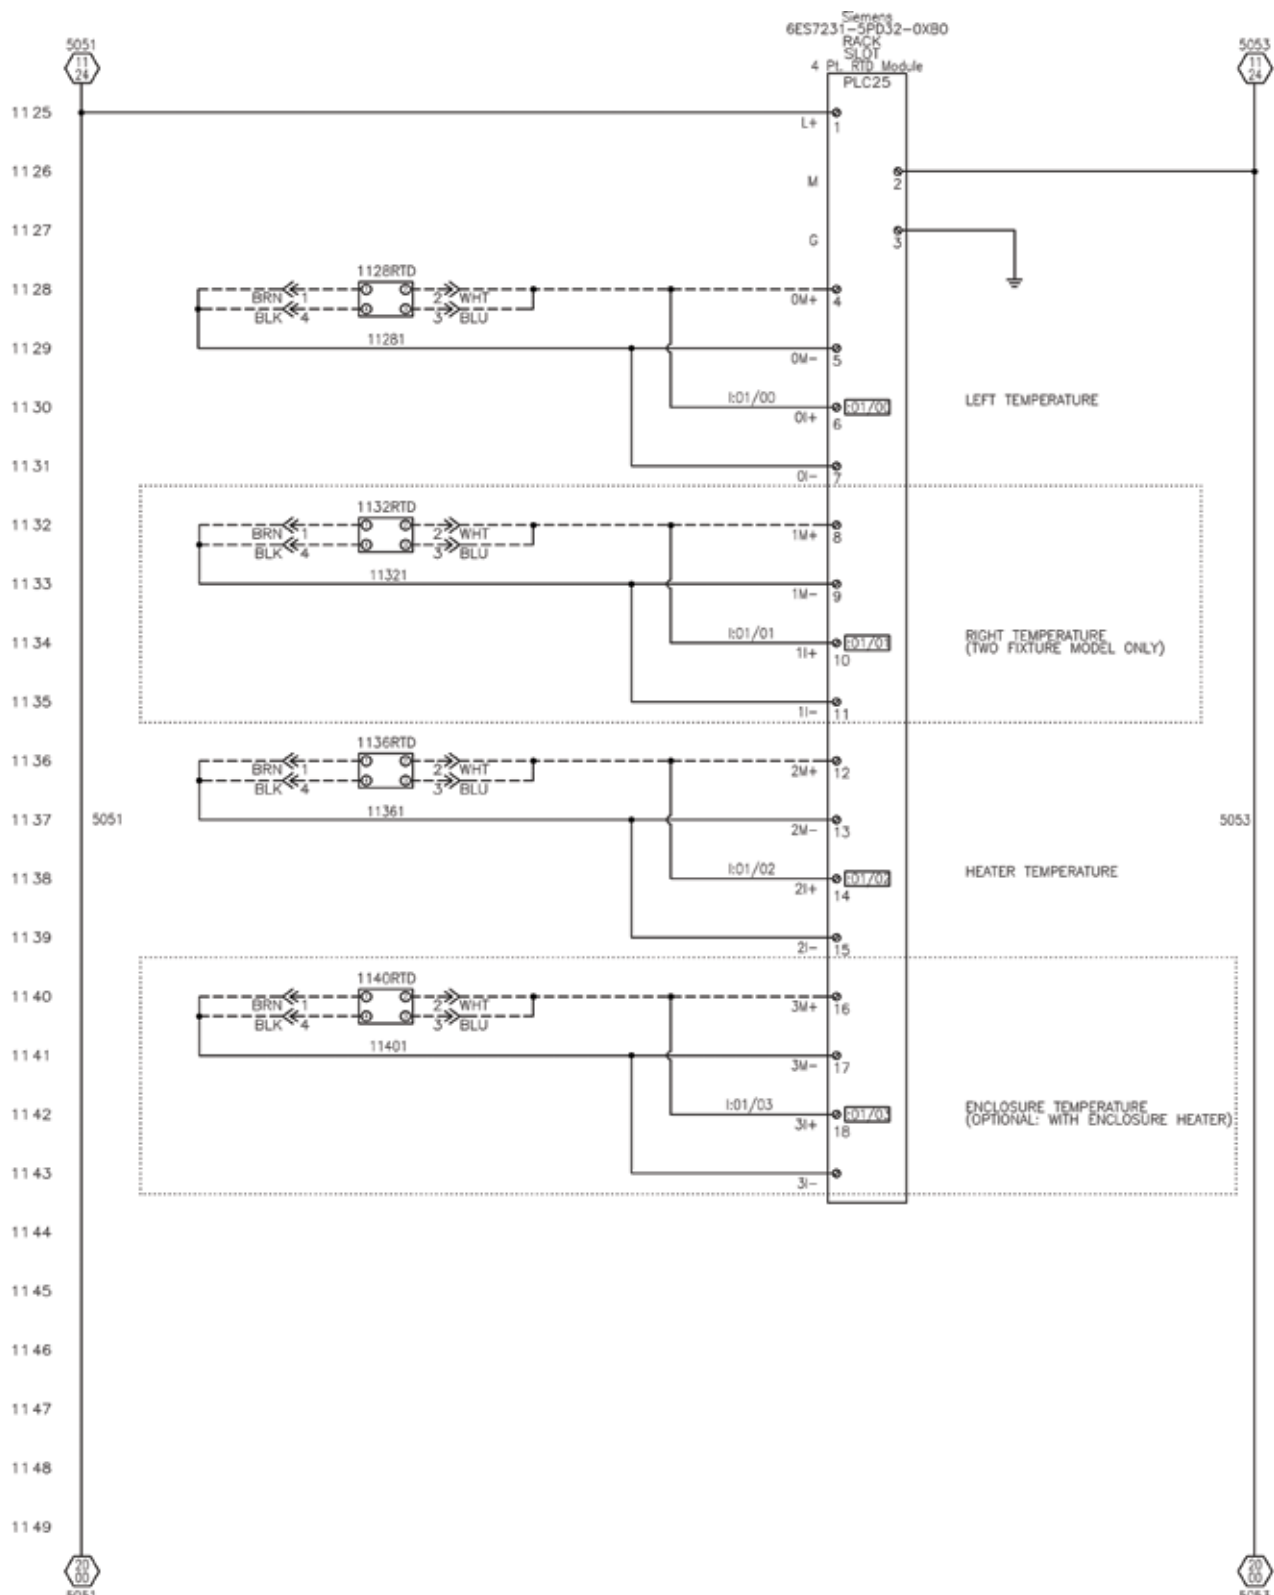 Siemens
6ES7231-5PD32-0XB0
RACK
SLOT
4 Pt. RTD Module
PLC25
5051
11
24
5053
11
24
1125
L+
1
1126
M
2
1127
G
3
1128
1128RTD
BRN
1
2
WHT
BLK
4
3
BLU
0M+
4
1129
11281
0M-
5
1130
I:01/00
0I+
6
I:01/00
LEFT TEMPERATURE
1131
0I-
7
1132
1132RTD
BRN
1
2
WHT
BLK
4
3
BLU
1M+
8
1133
11321
1M-
9
1134
I:01/01
1I+
10
I:01/01
RIGHT TEMPERATURE
(TWO FIXTURE MODEL ONLY)
1135
1I-
11
1136
1136RTD
BRN
1
2
WHT
BLK
4
3
BLU
2M+
12
1137
5051
11361
2M-
13
5053
1138
I:01/02
2I+
14
I:01/02
HEATER TEMPERATURE
1139
2I-
15
1140
1140RTD
BRN
1
2
WHT
BLK
4
3
BLU
3M+
16
1141
11401
3M-
17
1142
I:01/03
3I+
18
I:01/03
ENCLOSURE TEMPERATURE
(OPTIONAL: WITH ENCLOSURE HEATER)
1143
3I-
1144
1145
1146
1147
1148
1149
20
00
5051
20
00
5053